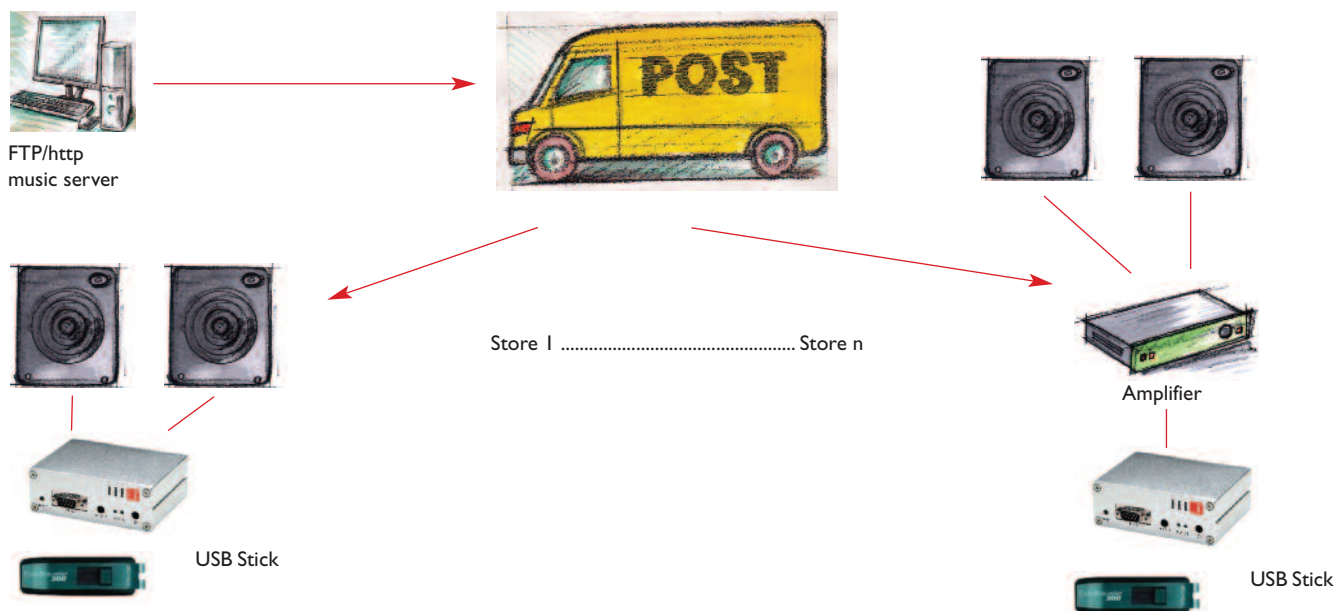 POST
FTP/http
music server
Store 1 .................................................... Store n
Amplifier
USB Stick
USB Stick